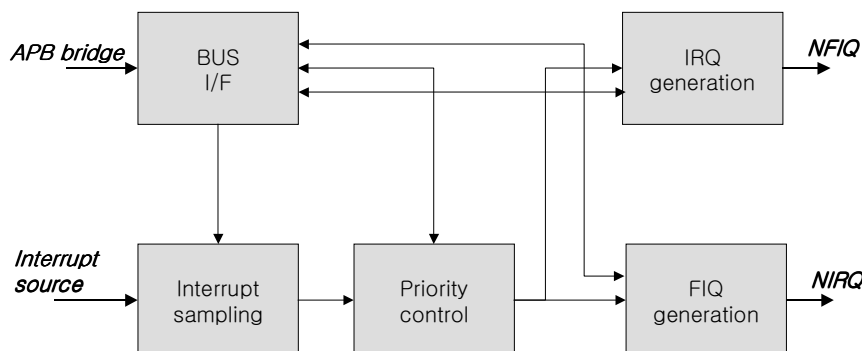 APB bridge
BUS
I/F
IRQ
generation
NFIQ
Interrupt
source
Interrupt
sampling
Priority
control
FIQ
generation
NIRQ